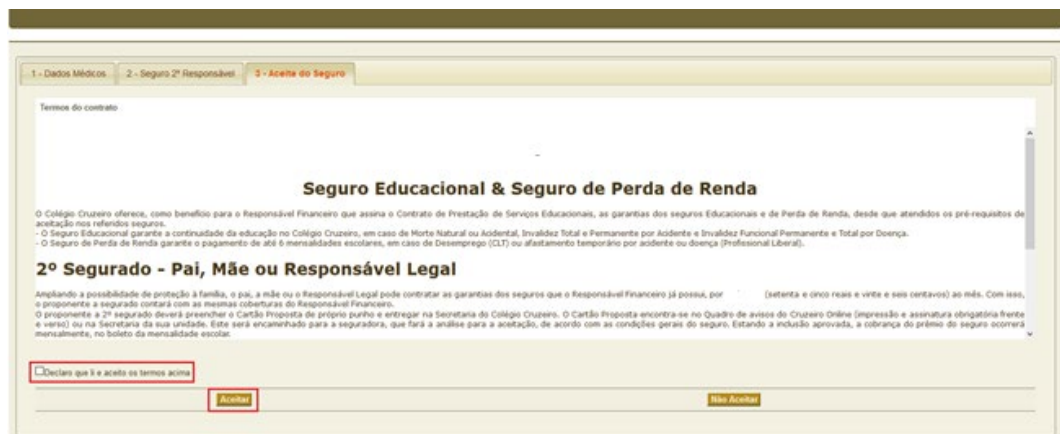 1 - Dados Médicos 2 - Seguro 2º Responsável 3 - Aceite do Seguro
Termos do contrato
Seguro Educacional & Seguro de Perda de Renda
O Colégio Cruzeiro oferece, como benefício para o Responsável Financeiro que assina o Contrato de Prestação de Serviços Educacionais, as garantias dos seguros Educacionais e de Perda de Renda, desde que atendidos os pré-requisitos de
aceitação nos referidos seguros.
- O Seguro Educacional garante a continuidade da educação no Colégio Cruzeiro, em caso de Morte Natural ou Acidental, Invalidez Total e Permanente por Acidente e Invalidez Funcional Permanente e Total por Doença.
- O Seguro de Perda de Renda garante o pagamento de até 6 mensalidades escolares, em caso de Desemprego (CLT) ou afastamento temporário por acidente ou doença (Profissional Liberal).
2º Segurado - Pai, Mãe ou Responsável Legal
Ampliando a possibilidade de proteção à família, o pai, a mãe ou o Responsável Legal pode contratar as garantias dos seguros que o Responsável Financeiro já possui, por (setenta e cinco reais e vinte e seis centavos) ao mês. Com isso,
o proponente a segurado contará com as mesmas coberturas do Responsável Financeiro.
O proponente a 2º segurado deverá preencher o Cartão Proposta de próprio punho e entregar na Secretaria do Colégio Cruzeiro. O Cartão Proposta encontra-se no Quadro de avisos do Cruzeiro Online (impressão e assinatura obrigatória frente
e verso) ou na Secretaria da sua unidade. Este será encaminhado para a seguradora, que fará a análise para a aceitação, de acordo com as condições gerais do seguro. Estando a inclusão aprovada, a cobrança do prêmio do seguro ocorrerá
mensalmente, no boleto da mensalidade escolar.
Declaro que li e aceito os termos acima
Aceitar Não Aceitar